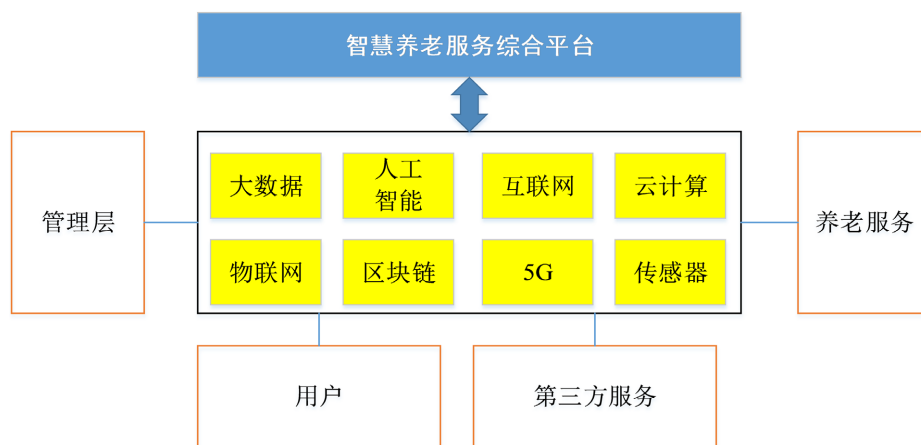 智慧养老服务综合平台
大数据
人工
智能
互联网
云计算
物联网
区块链
5G
传感器
管理层
养老服务
用户
第三方服务